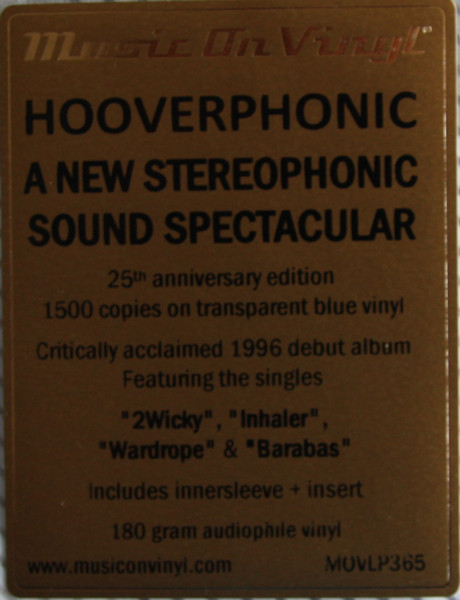 Music On Vinyl
HOOVERPHONIC
A NEW STEREOPHONIC
SOUND SPECTACULAR
25th anniversary edition
1500 copies on transparent blue vinyl
Critically acclaimed 1996 debut album
Featuring the singles
"2Wicky", "Inhaler",
"Wardrope" & "Barabas"
Includes innersleeve + insert
180 gram audiophile vinyl
www.musiconvinyl.com MOVLP365